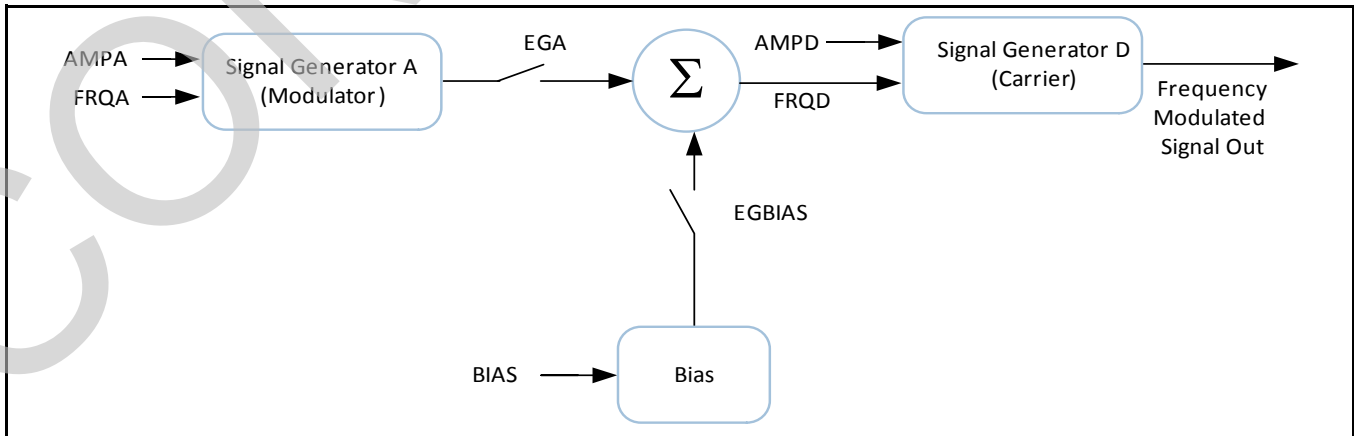 AMPA
FRQA
Signal Generator A
(Modulator)
EGA
Σ
AMPD
FRQD
Signal Generator D
(Carrier)
Frequency
Modulated
Signal Out
EGBIAS
BIAS
Bias